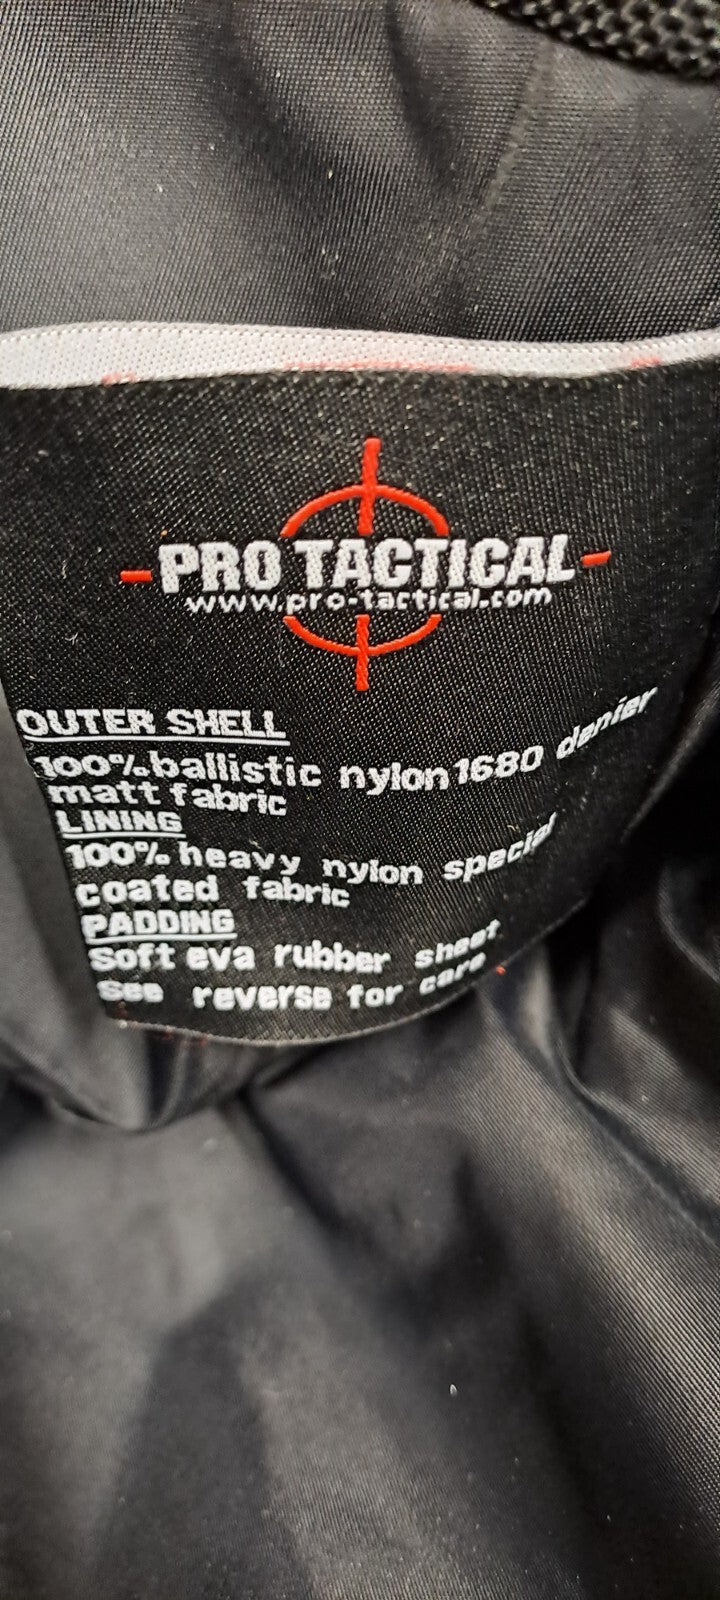 PRO TACTICAL
www.pro-tactical.com
OUTER SHELL
100% ballistic nylon 1680 denier
matt fabric
LINING
100% heavy nylon special
coated fabric
PADDING
soft eva rubber sheet
see reverse for care